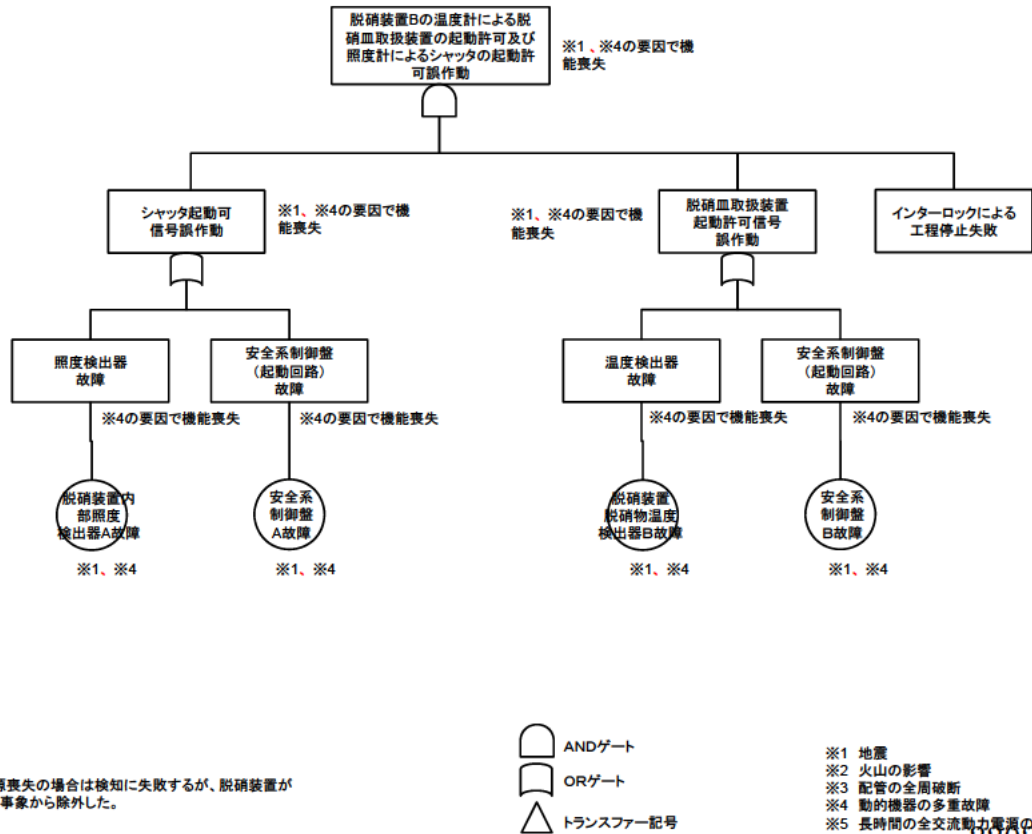 脱硝装置Bの温度計による脱
硝皿取扱装置の起動許可及び
照度計によるシャッタの起動許
可誤作動
※1、※4の要因で機
能喪失
シャッタ起動可
信号誤作動
※1、※4の要因で機
能喪失
※1、※4の要因で機
能喪失
脱硝皿取扱装置
起動許可信号
誤作動
インターロックによる
工程停止失敗
照度検出器
故障
安全系制御盤
(起動回路)
故障
温度検出器
故障
安全系制御盤
(起動回路)
故障
※4の要因で機能喪失
※4の要因で機能喪失
※4の要因で機能喪失
※4の要因で機能喪失
脱硝装置内
部照度
検出器A故障
安全系
制御盤
A故障
脱硝装置
脱硝物温度
検出器B故障
安全系
制御盤
B故障
※1、※4
※1、※4
※1、※4
※1、※4
源喪失の場合は検知に失敗するが、脱硝装置が
事象から除外した。
ANDゲート
ORゲート
トランスファー記号
※1 地震
※2 火山の影響
※3 配管の全周破断
※4 動的機器の多重故障
※5 長時間の全交流動力電源の